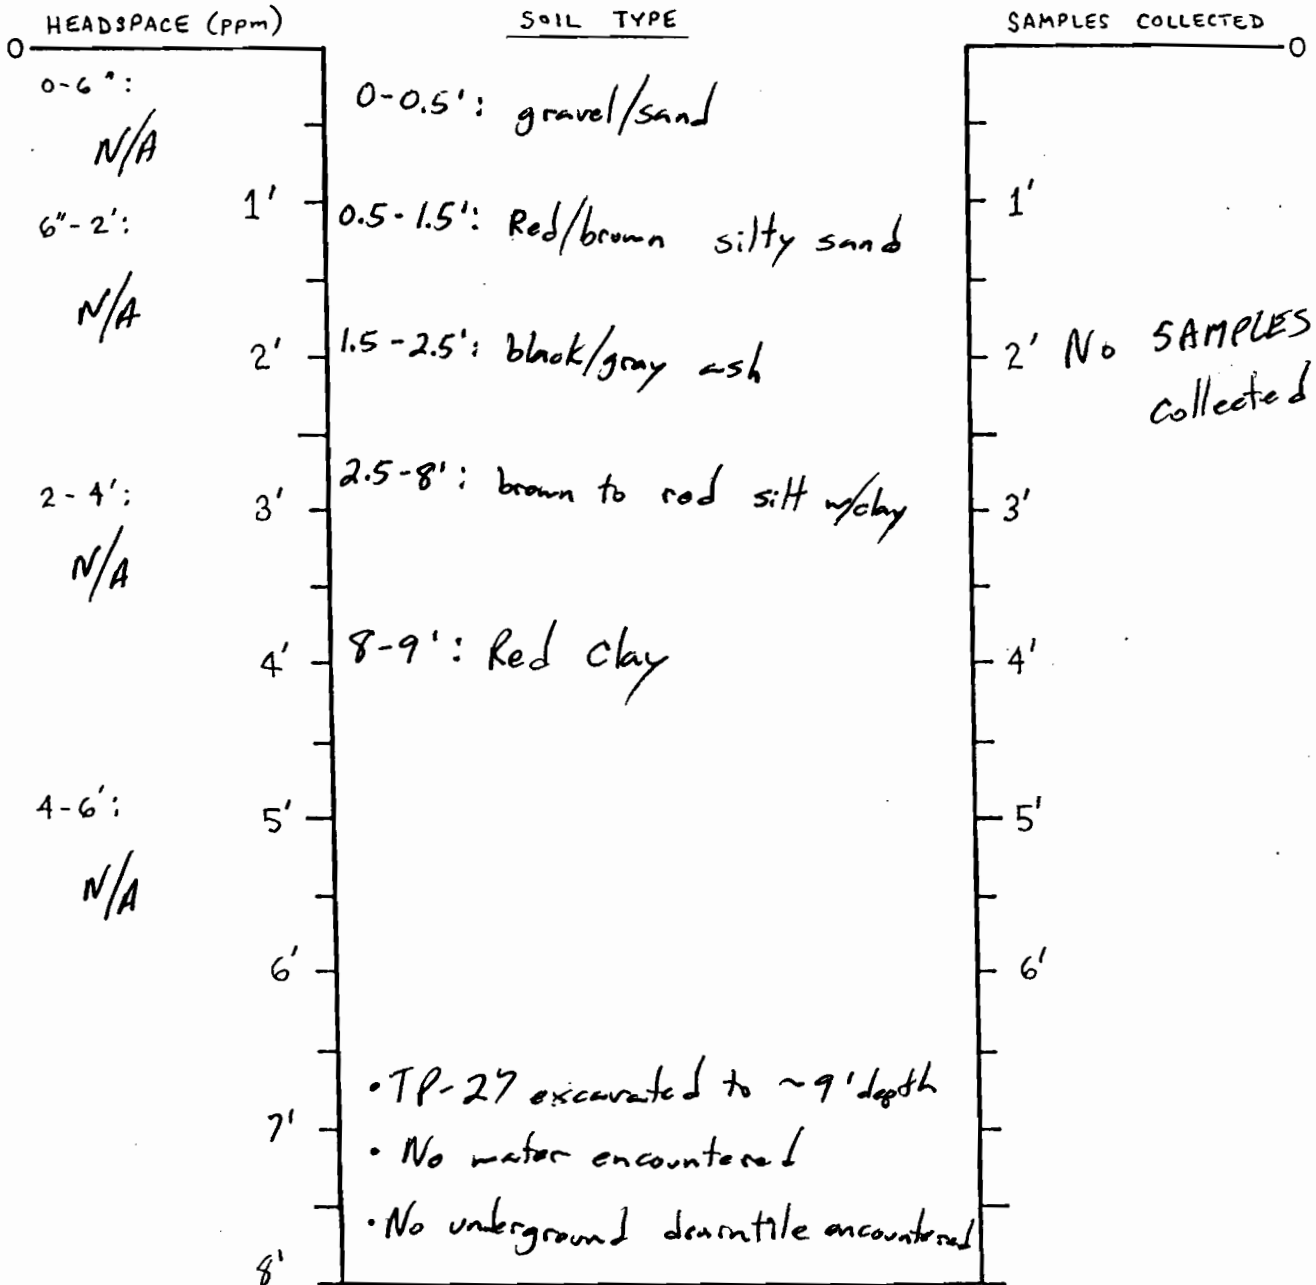 HEADSPACE (ppm) SOIL TYPE SAMPLES COLLECTED
0 0
0-6": 0-0.5': gravel/sand
N/A
1' 1'
6"-2': 0.5-1.5': Red/brown silty sand
N/A
2' 1.5-2.5': black/gray ash 2' No SAMPLES
collected
2-4': 3' 2.5-8': brown to red silt w/clay 3'
N/A
4' 8-9': Red Clay 4'
4-6': 5' 5'
N/A
6' 6'
• TP-27 excavated to ~9' depth
7'
• No water encountered
• No underground draintile encountered
8'